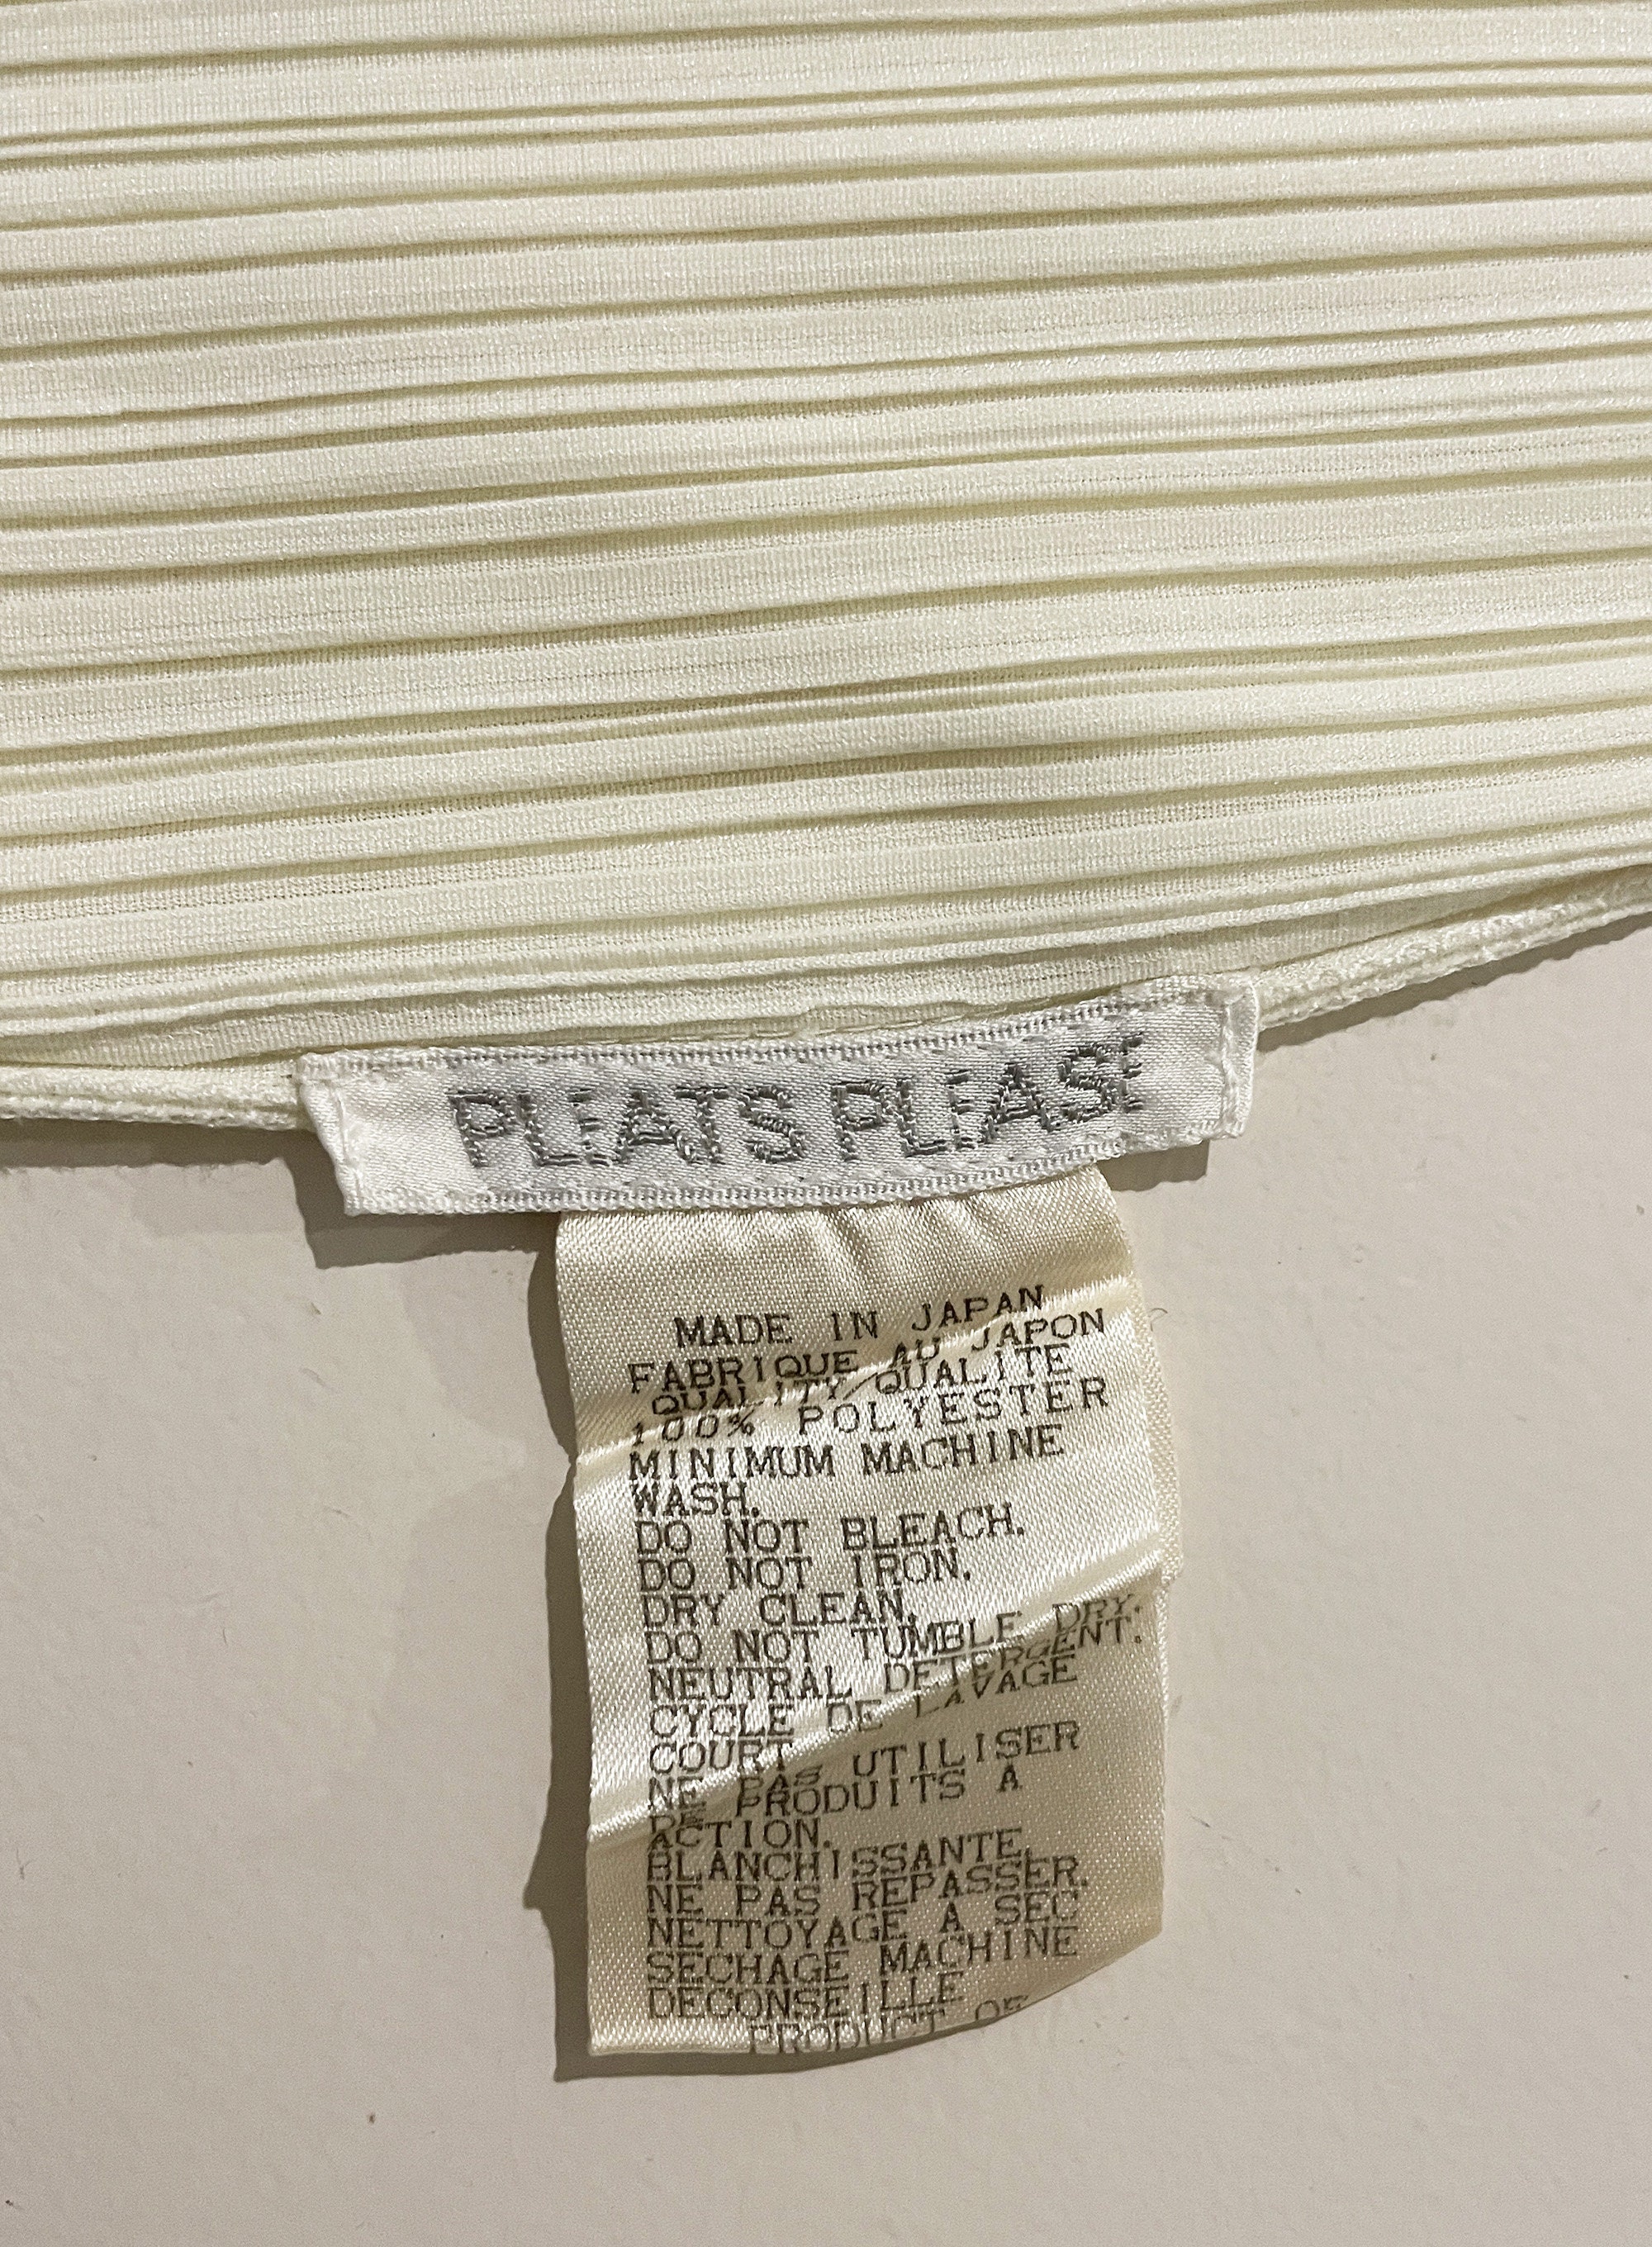 PLEATS PLEASE
MADE IN JAPAN
FABRIQUE AU JAPON
QUALITY/QUALITE
100% POLYESTER
MINIMUM MACHINE
WASH.
DO NOT BLEACH.
DO NOT IRON.
DRY CLEAN.
DO NOT TUMBLE DRY.
NEUTRAL DETERGENT.
CYCLE DE LAVAGE
COURT
NE PAS UTILISER
DE PRODUITS A
ACTION.
BLANCHISSANTE.
NE PAS REPASSER.
NETTOYAGE A SEC
SECHAGE MACHINE
DECONSEILLE
PRODUCT OF